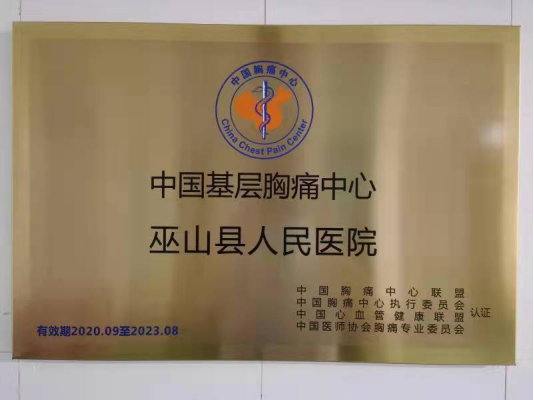 中国胸痛中心
China Chest Pain Center
中国基层胸痛中心
巫山县人民医院
中国胸痛中心联盟
中国胸痛中心执行委员会
中国心血管健康联盟
中国医师协会胸痛专业委员会
认证
有效期2020.09至2023.08